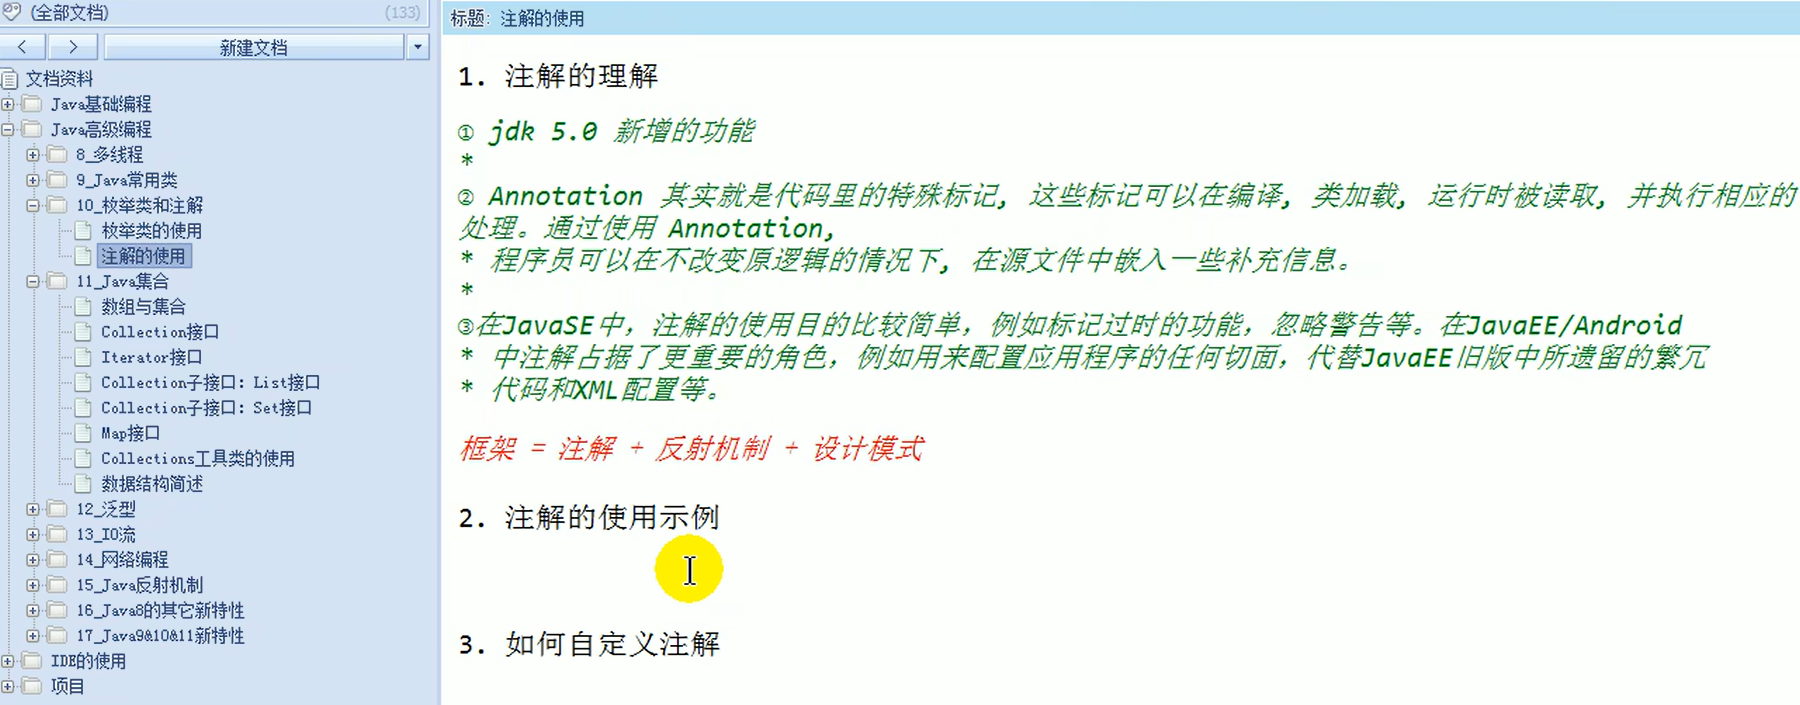 (全部文档) (133)
新建文档
文档资料
Java基础编程
Java高级编程
8_多线程
9_Java常用类
10_枚举类和注解
枚举类的使用
注解的使用
11_Java集合
数组与集合
Collection接口
Iterator接口
Collection子接口：List接口
Collection子接口：Set接口
Map接口
Collections工具类的使用
数据结构简述
12_泛型
13_IO流
14_网络编程
15_Java反射机制
16_Java8的其它新特性
17_Java9&10&11新特性
IDE的使用
项目
标题: 注解的使用
1. 注解的理解
① jdk 5.0 新增的功能
*
② Annotation 其实就是代码里的特殊标记, 这些标记可以在编译, 类加载, 运行时被读取, 并执行相应的
处理。通过使用 Annotation,
* 程序员可以在不改变原逻辑的情况下, 在源文件中嵌入一些补充信息。
*
③在JavaSE中，注解的使用目的比较简单，例如标记过时的功能，忽略警告等。在JavaEE/Android
* 中注解占据了更重要的角色，例如用来配置应用程序的任何切面，代替JavaEE旧版中所遗留的繁冗
* 代码和XML配置等。
框架 = 注解 + 反射机制 + 设计模式
2. 注解的使用示例
3. 如何自定义注解